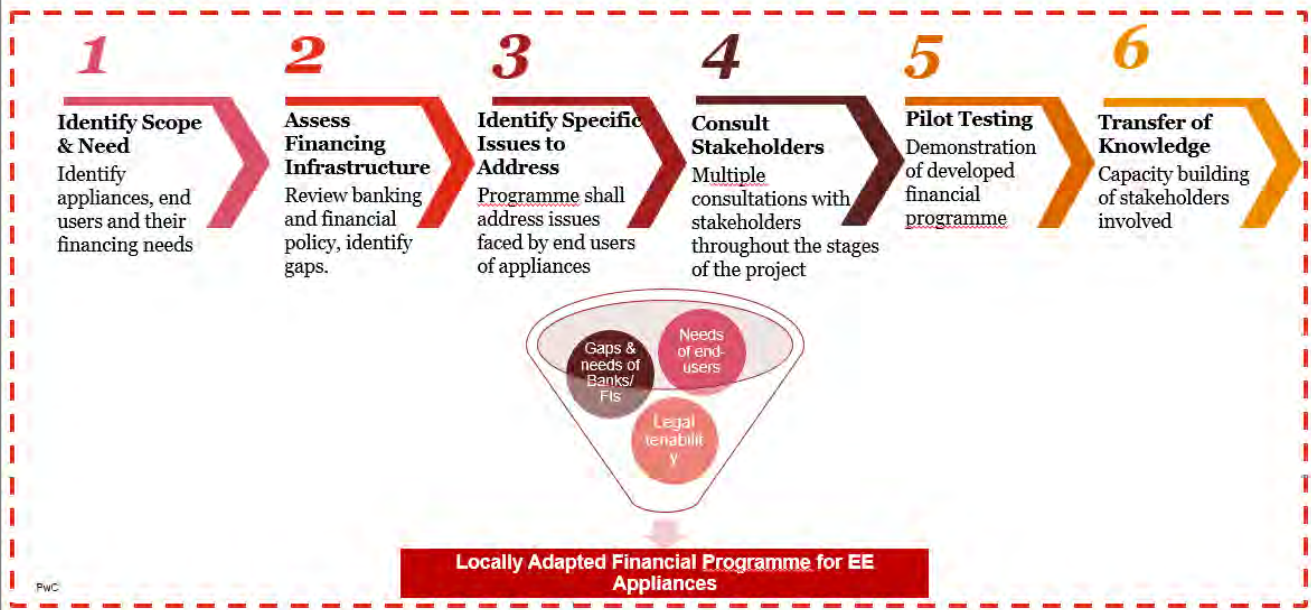 1
Identify Scope
& Need
Identify
appliances, end
users and their
financing needs
2
Assess
Financing
Infrastructure
Review banking
and financial
policy, identify
gaps.
3
Identify Specific
Issues to
Address
Programme shall
address issues
faced by end users
of appliances
4
Consult
Stakeholders
Multiple
consultations with
stakeholders
throughout the stages
of the project
5
Pilot Testing
Demonstration
of developed
financial
programme
6
Transfer of
Knowledge
Capacity building
of stakeholders
involved
Gaps &
needs of
Banks/
FIs
Needs
of end-
users
Legal
tenabilit
y
Locally Adapted Financial Programme for EE
Appliances
PwC